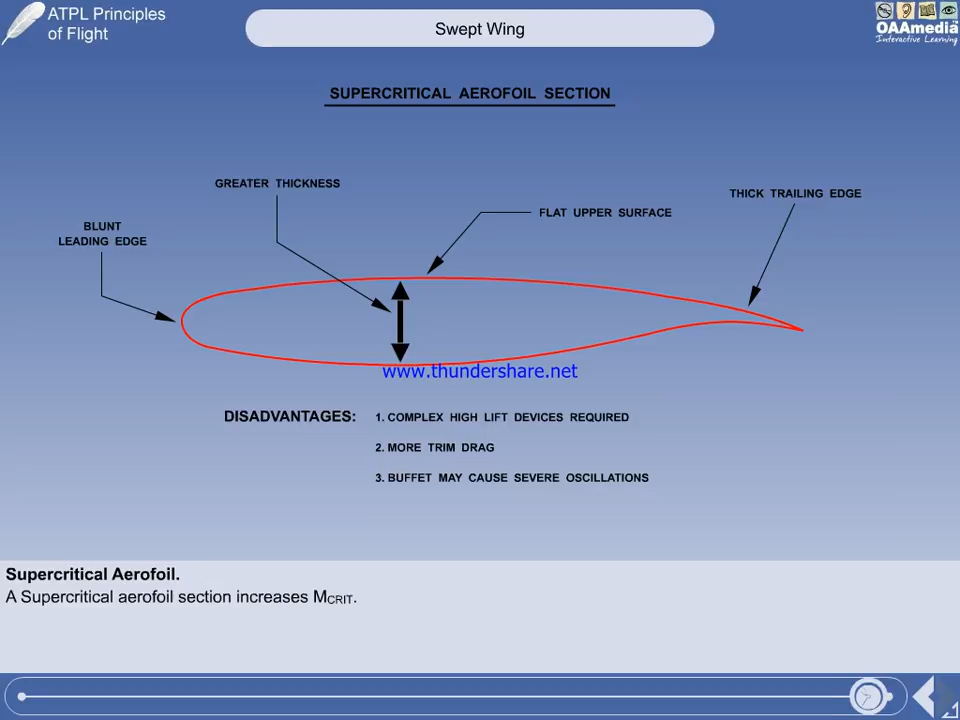 ATPL Principles
of Flight
Swept Wing
OAAmedia
Interactive Learning
SUPERCRITICAL AEROFOIL SECTION
GREATER THICKNESS
THICK TRAILING EDGE
FLAT UPPER SURFACE
BLUNT
LEADING EDGE
www.thundershare.net
DISADVANTAGES: 1. COMPLEX HIGH LIFT DEVICES REQUIRED
2. MORE TRIM DRAG
3. BUFFET MAY CAUSE SEVERE OSCILLATIONS
Supercritical Aerofoil.
A Supercritical aerofoil section increases MCRIT.